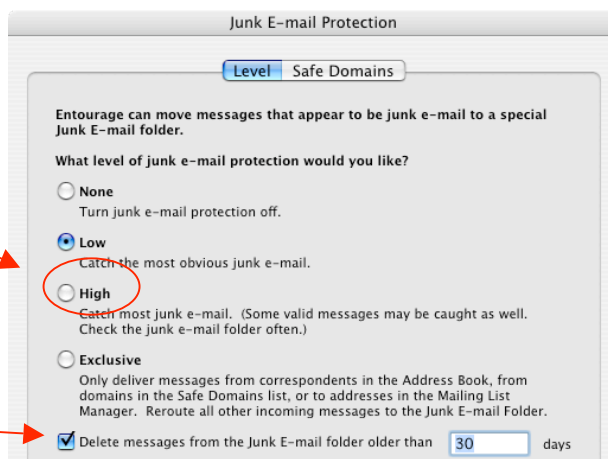 Junk E-mail Protection
Level Safe Domains
Entourage can move messages that appear to be junk e-mail to a special
Junk E-mail folder.
What level of junk e-mail protection would you like?
None
Turn junk e-mail protection off.
Low
Catch the most obvious junk e-mail.
High
Catch most junk e-mail. (Some valid messages may be caught as well.
Check the junk e-mail folder often.)
Exclusive
Only deliver messages from correspondents in the Address Book, from
domains in the Safe Domains list, or to addresses in the Mailing List
Manager. Reroute all other incoming messages to the Junk E-mail Folder.
Delete messages from the Junk E-mail folder older than 30 days